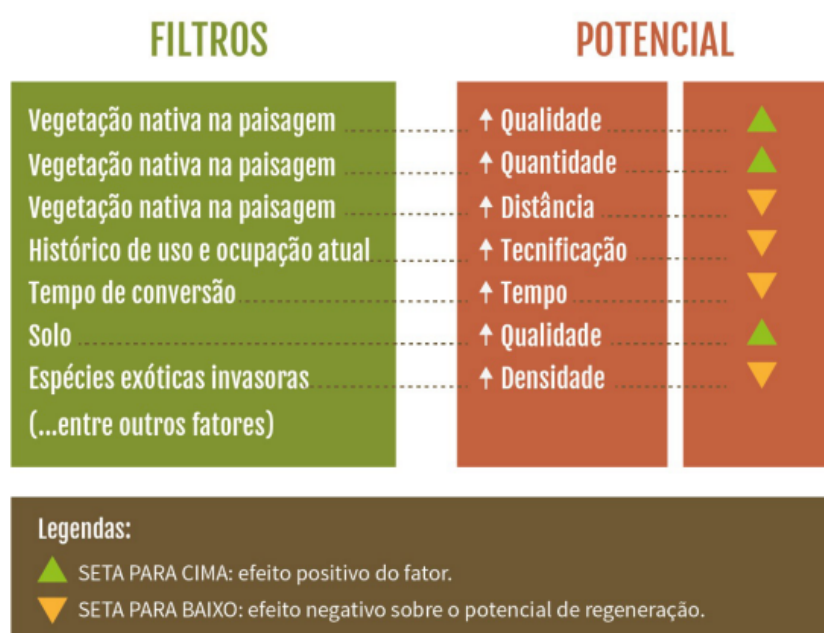 FILTROS
POTENCIAL
Vegetação nativa na paisagem ↑ Qualidade
Vegetação nativa na paisagem ↑ Quantidade
Vegetação nativa na paisagem ↑ Distância
Histórico de uso e ocupação atual ↑ Tecnificação
Tempo de conversão ↑ Tempo
Solo ↑ Qualidade
Espécies exóticas invasoras ↑ Densidade
(...entre outros fatores)
Legendas:
SETA PARA CIMA: efeito positivo do fator.
SETA PARA BAIXO: efeito negativo sobre o potencial de regeneração.